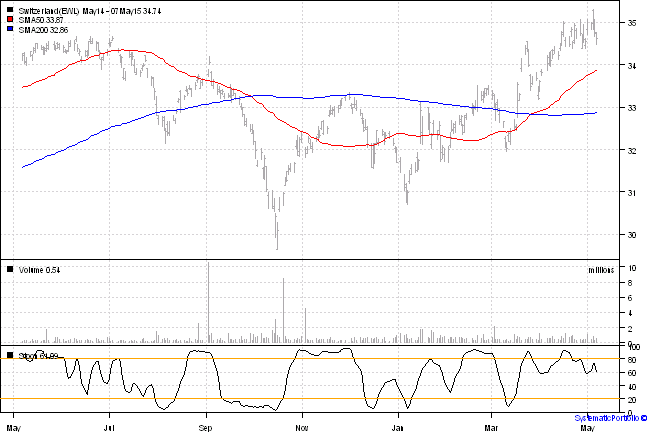 Switzerland(EWL) May14 - 07May15 34.74
SMA50 33.87
SMA200 32.86
35
34
33
32
31
30
Volume 0.54
millions
10
8
6
4
2
0
100
80
60
40
20
0
May
Jul
Sep
Nov
Jan
Mar
May
SystematicPortfolio ©